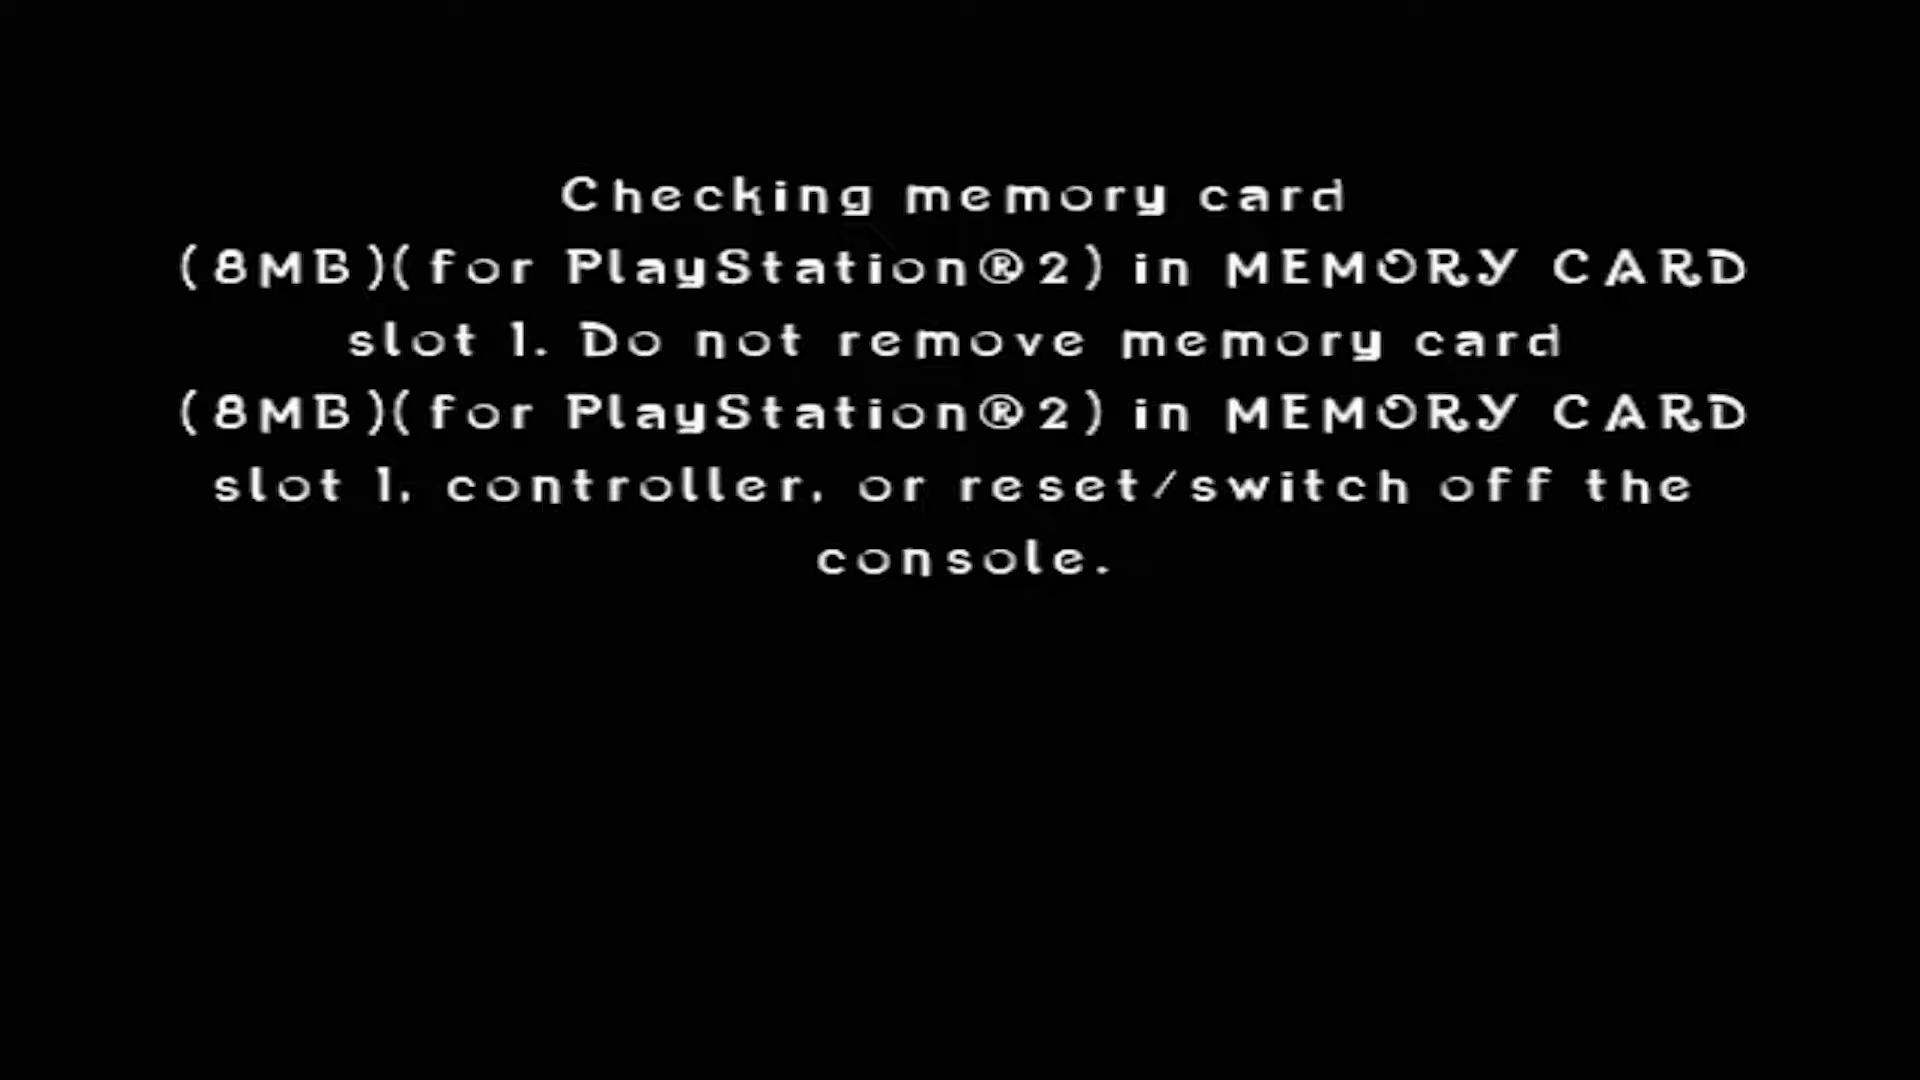 Checking memory card
(8MB)(for PlayStation®2) in MEMORY CARD
slot 1. Do not remove memory card
(8MB)(for PlayStation®2) in MEMORY CARD
slot 1, controller, or reset/switch off the
console.